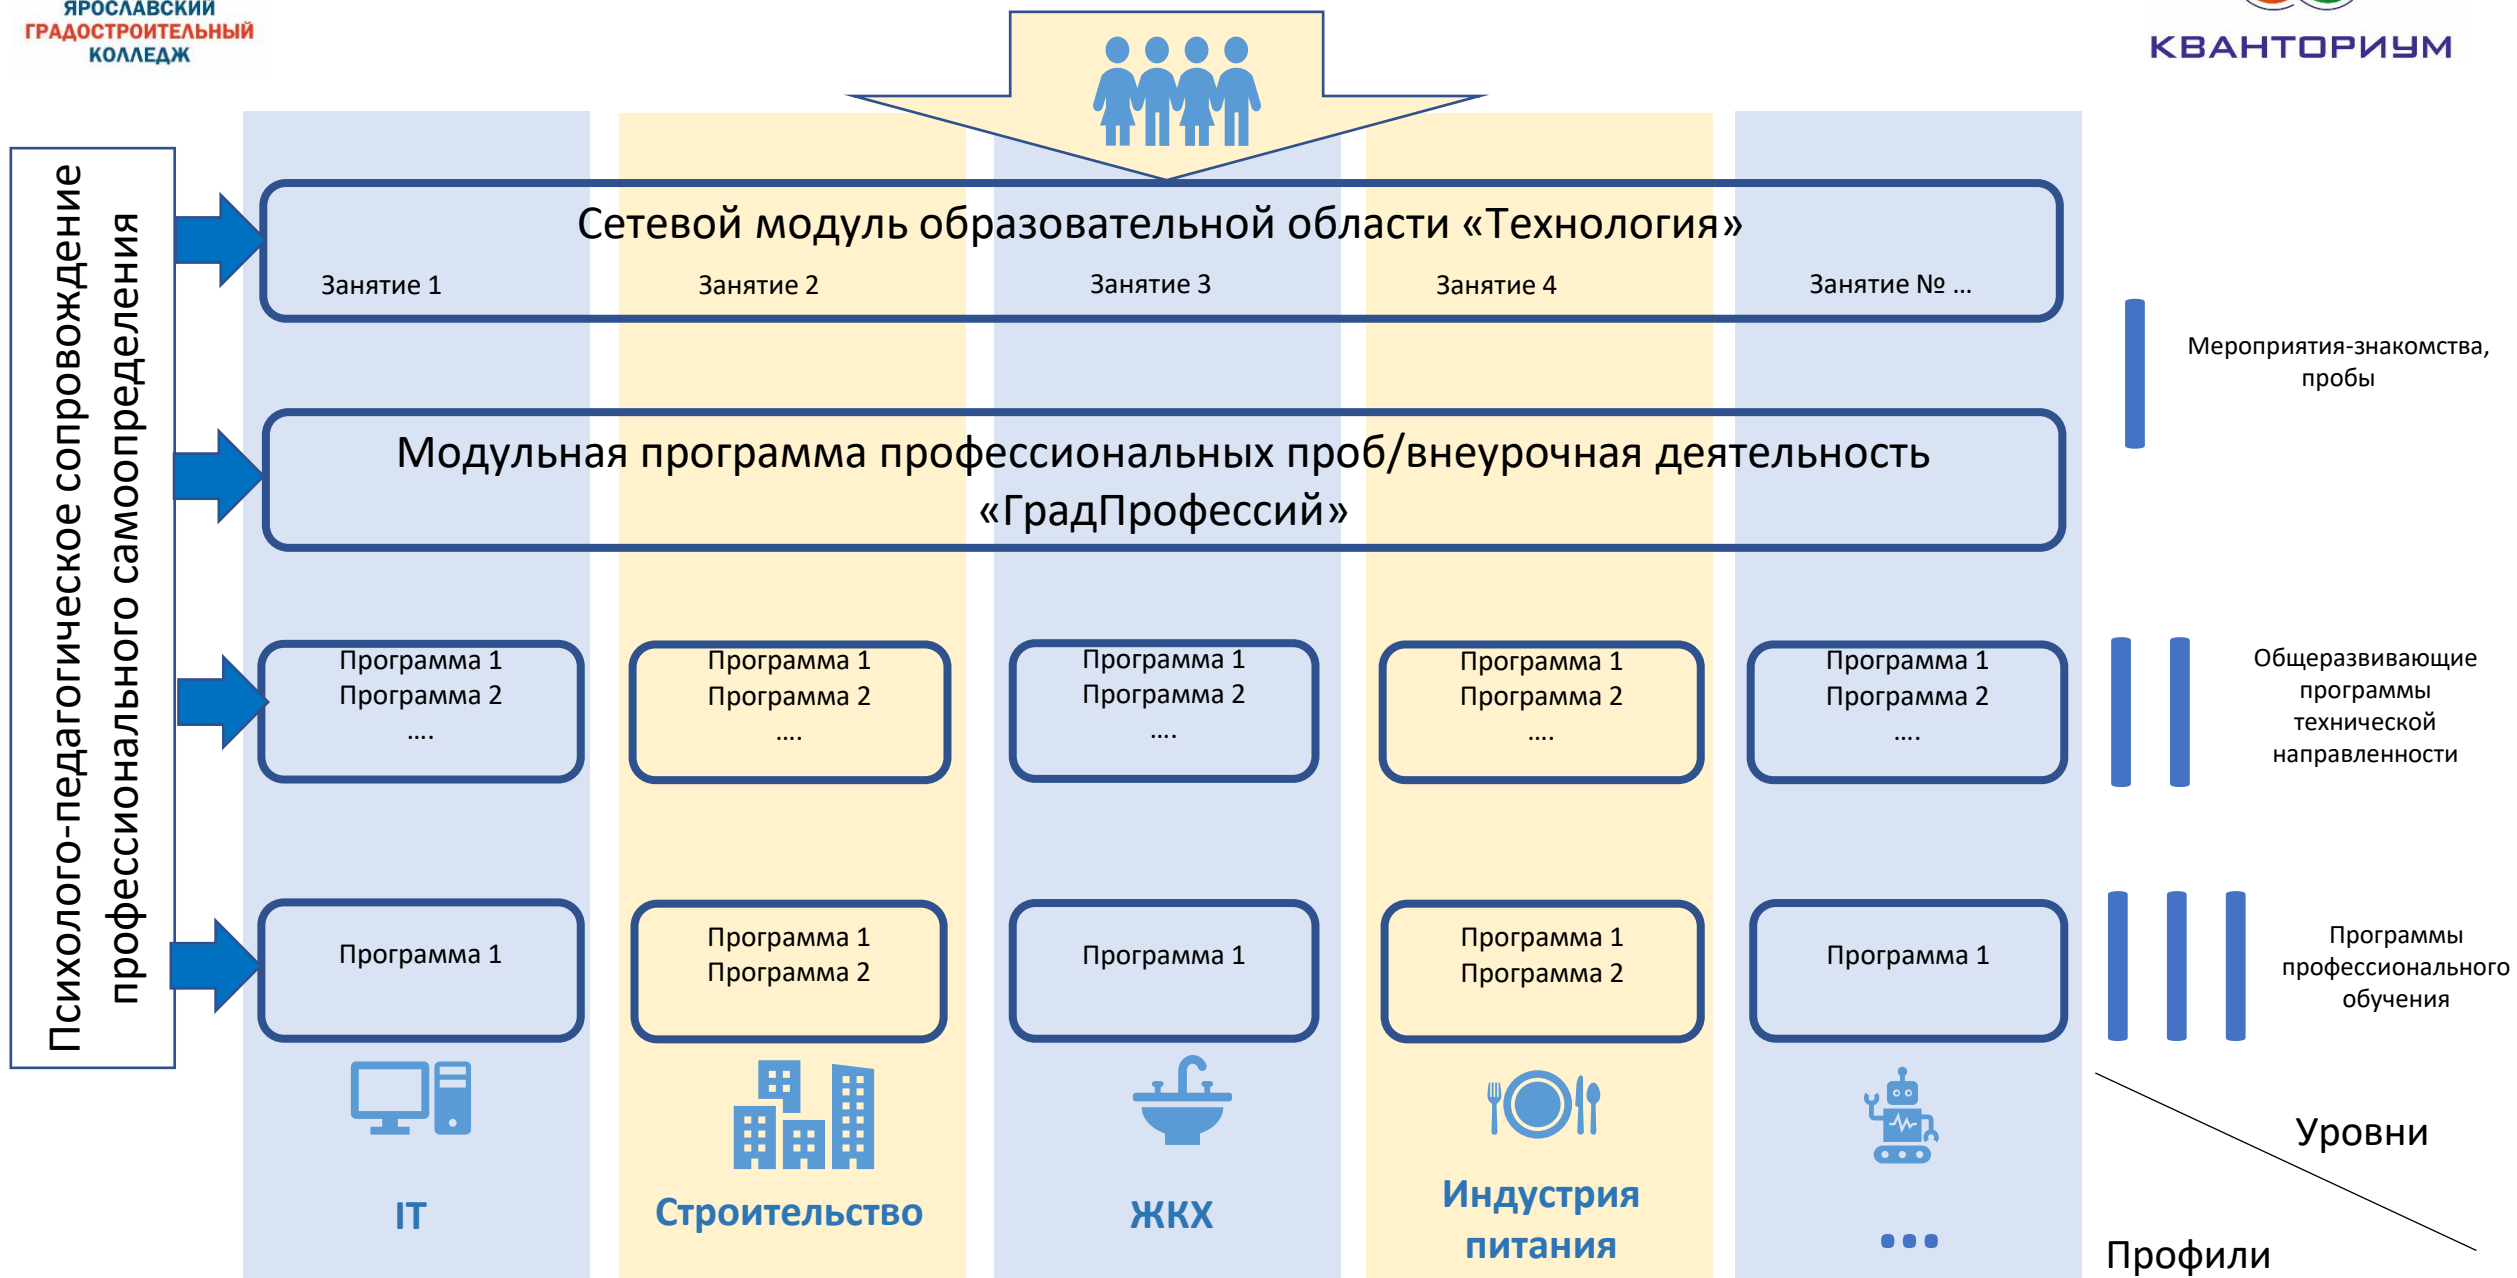 ЯРОСЛАВСКИЙ
ГРАДОСТРОИТЕЛЬНЫЙ
КОЛЛЕДЖ
КВАНТОРИУМ
Психолого-педагогическое сопровождение
профессионального самоопределения
Сетевой модуль образовательной области «Технология»
Занятие 1
Занятие 2
Занятие 3
Занятие 4
Занятие № ...
Мероприятия-знакомства,
пробы
Модульная программа профессиональных проб/внеурочная деятельность
«ГрадПрофессий»
Программа 1
Программа 2
....
Программа 1
Программа 2
....
Программа 1
Программа 2
....
Программа 1
Программа 2
....
Программа 1
Программа 2
....
Общеразвивающие
программы
технической
направленности
Программа 1
Программа 1
Программа 2
Программа 1
Программа 1
Программа 2
Программа 1
Программы
профессионального
обучения
IT
Строительство
ЖКХ
Индустрия
питания
...
Уровни
Профили